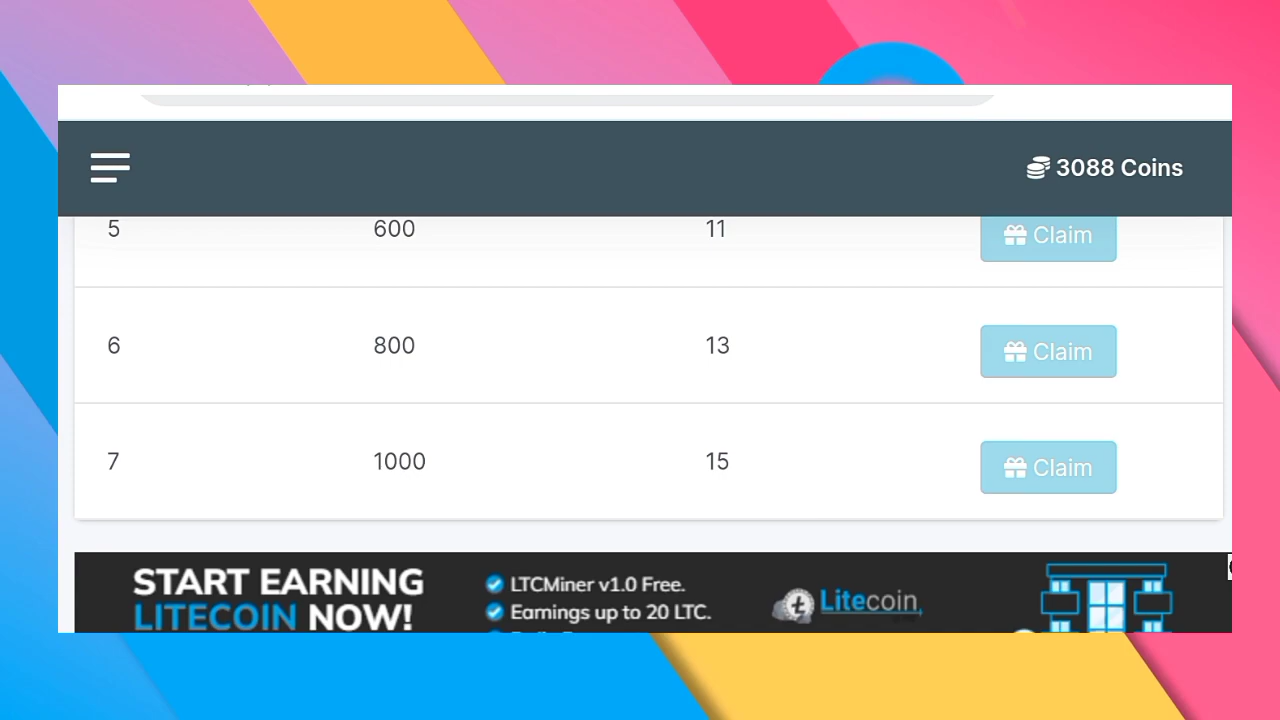 3088 Coins
5 600 11 Claim
6 800 13 Claim
7 1000 15 Claim
START EARNING
LITECOIN NOW!
LTCMiner v1.0 Free.
Earnings up to 20 LTC.
Litecoin